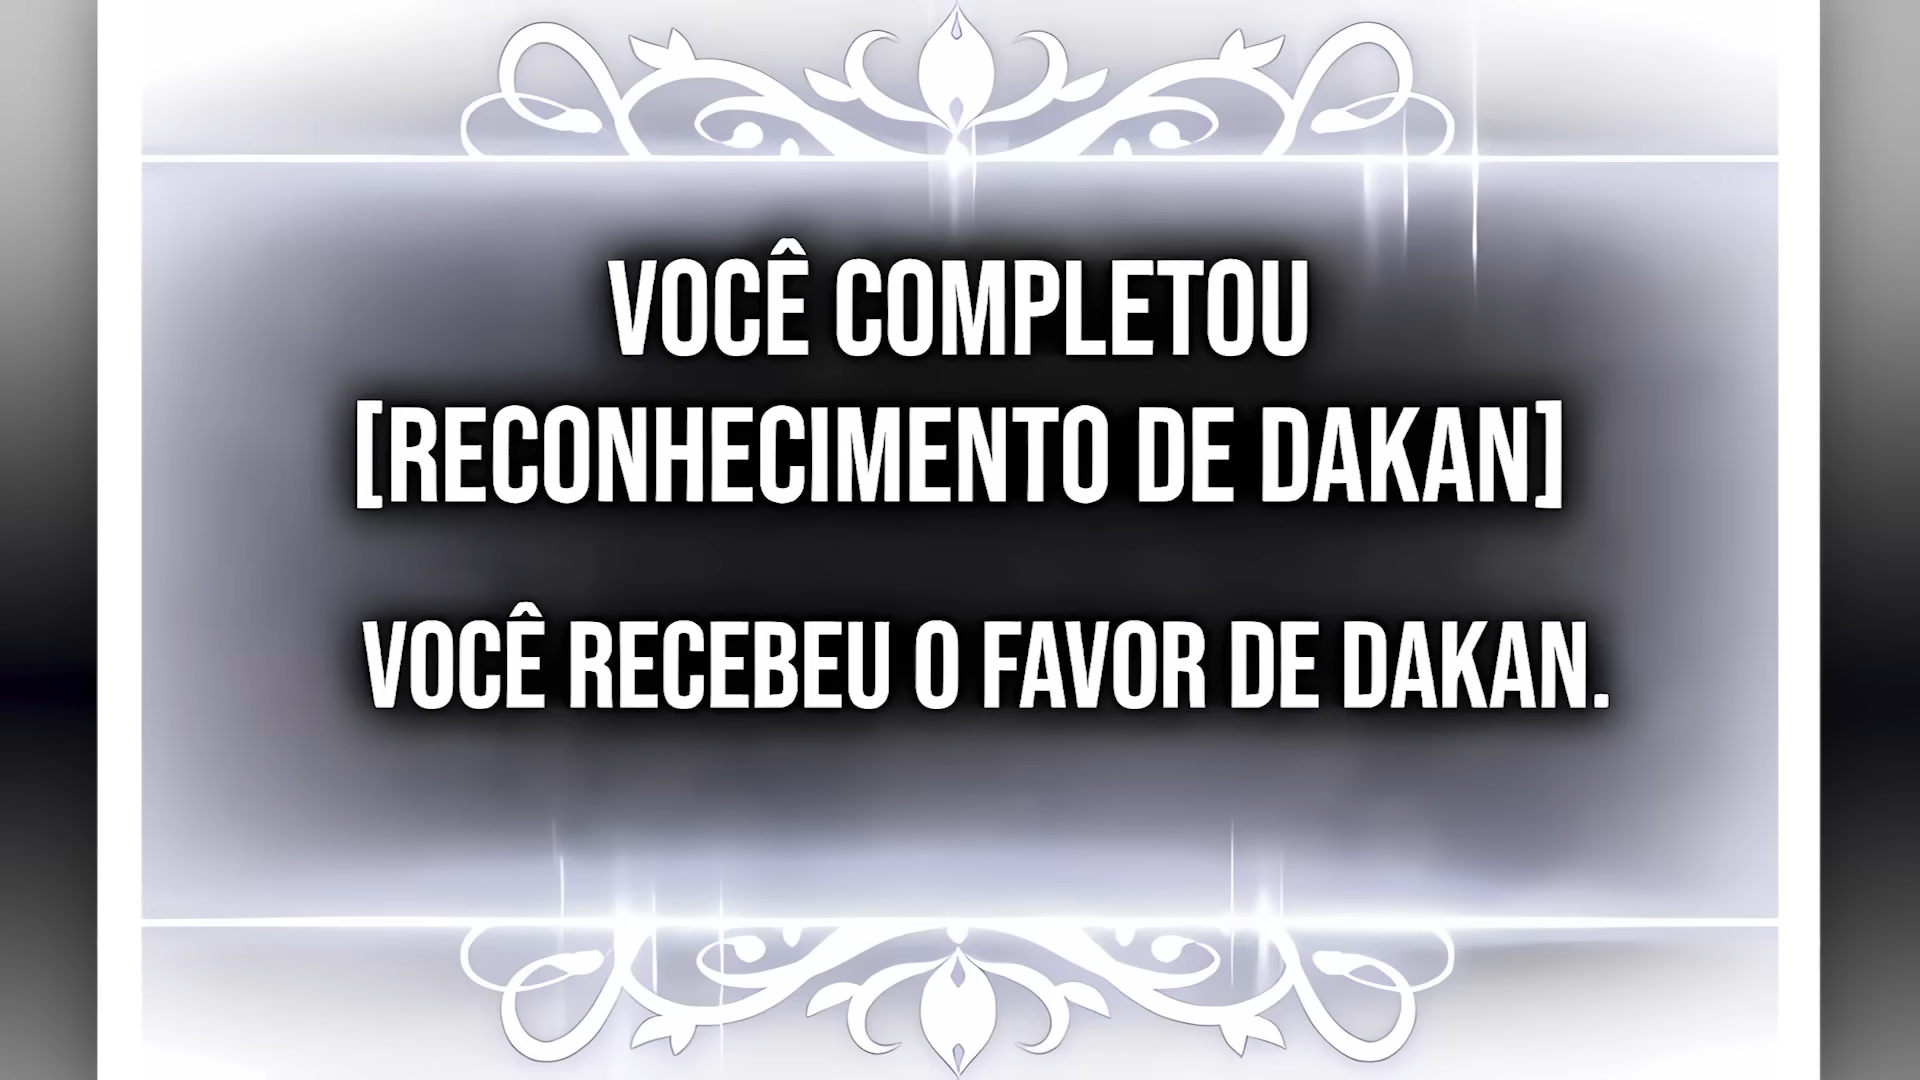 VOCÊ COMPLETOU
[RECONHECIMENTO DE DAKAN]
VOCÊ RECEBEU O FAVOR DE DAKAN.